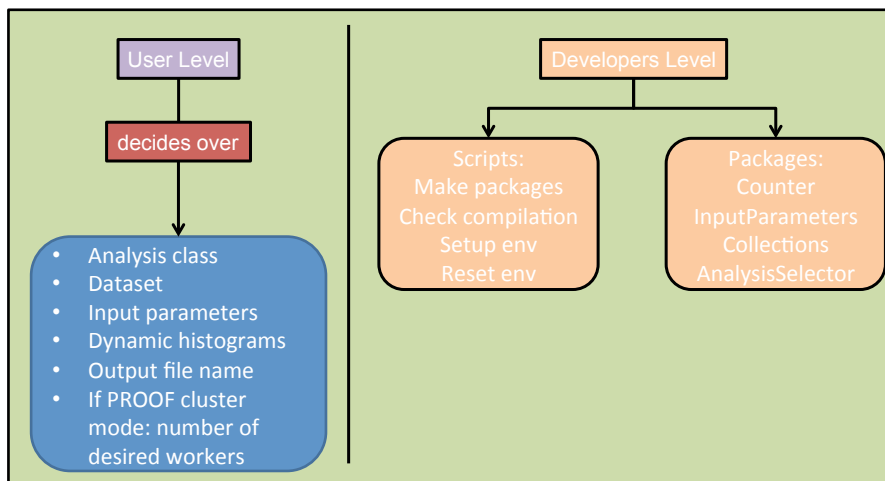 User Level
decides over
• Analysis class
• Dataset
• Input parameters
• Dynamic histograms
• Output file name
• If PROOF cluster
mode: number of
desired workers
Developers Level
Scripts:
Make packages
Check compilation
Setup env
Reset env
Packages:
Counter
InputParameters
Collections
AnalysisSelector